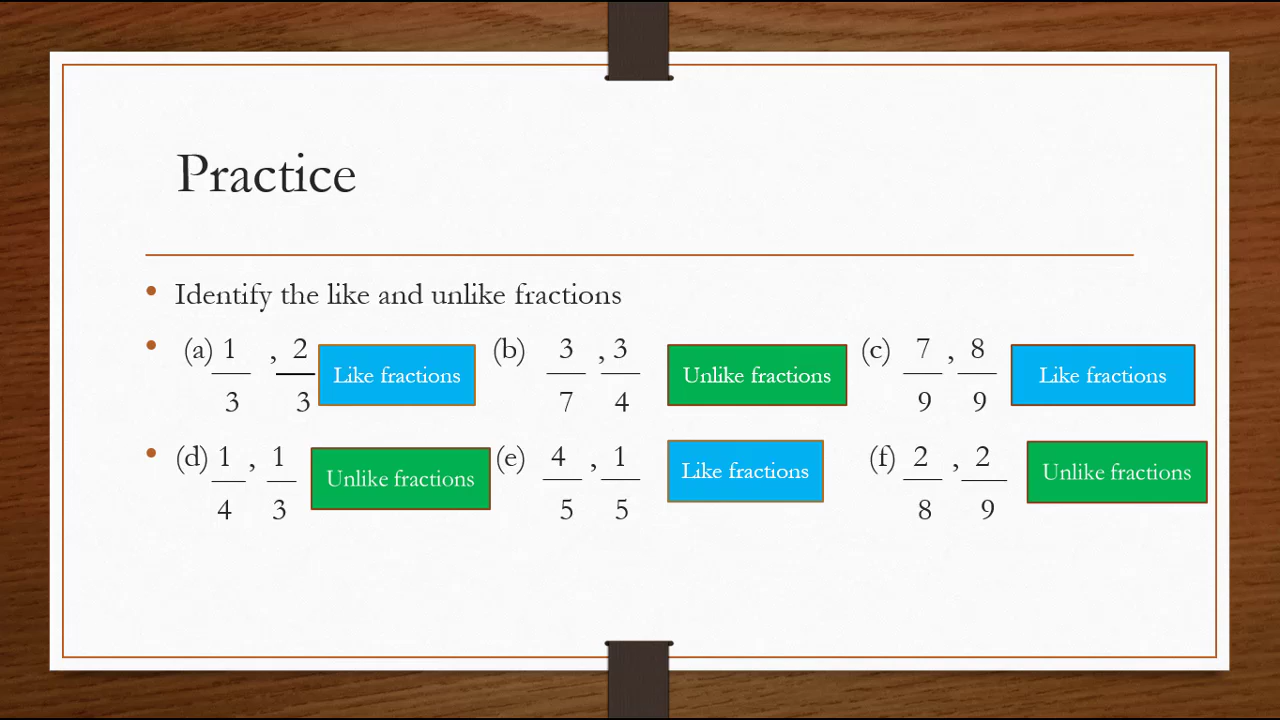 Practice
• Identify the like and unlike fractions
• (a) 1 , 2 Like fractions (b) 3 , 3 Unlike fractions (c) 7 , 8 Like fractions
3 3 7 4 9 9
• (d) 1 , 1 Unlike fractions (e) 4 , 1 Like fractions (f) 2 , 2 Unlike fractions
4 3 5 5 8 9